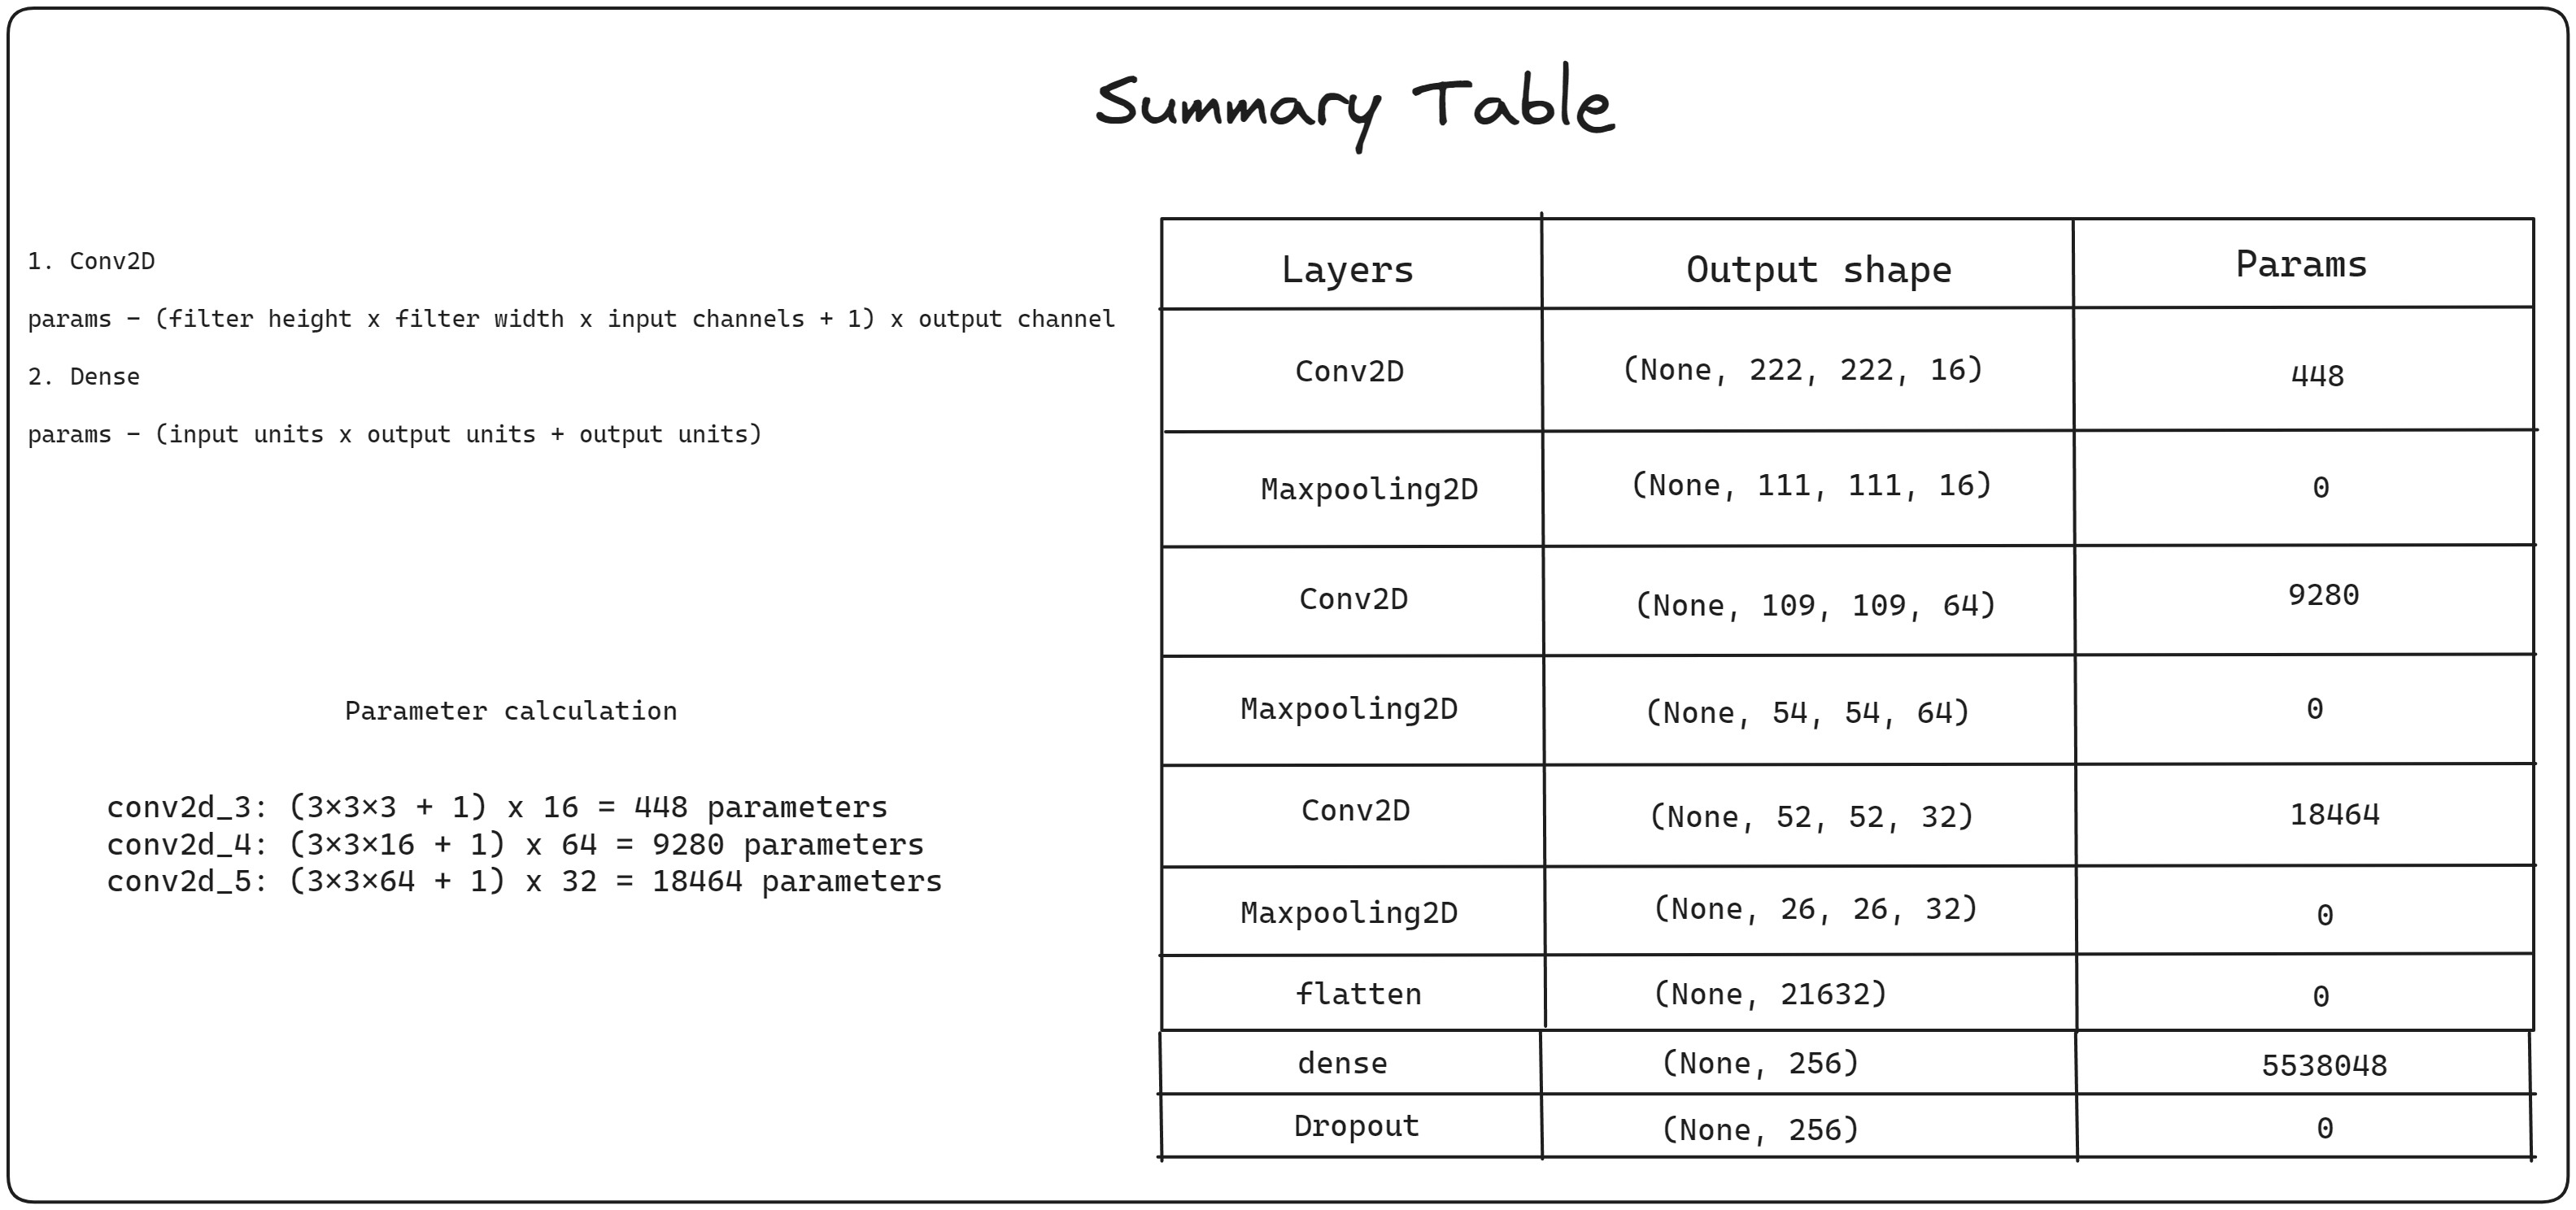 Summary Table
1. Conv2D
params - (filter height x filter width x input channels + 1) x output channel
2. Dense
params - (input units x output units + output units)
Parameter calculation
conv2d_3: (3×3×3 + 1) x 16 = 448 parameters
conv2d_4: (3×3×16 + 1) x 64 = 9280 parameters
conv2d_5: (3×3×64 + 1) x 32 = 18464 parameters
Layers Output shape Params
Conv2D (None, 222, 222, 16) 448
Maxpooling2D (None, 111, 111, 16) 0
Conv2D (None, 109, 109, 64) 9280
Maxpooling2D (None, 54, 54, 64) 0
Conv2D (None, 52, 52, 32) 18464
Maxpooling2D (None, 26, 26, 32) 0
flatten (None, 21632) 0
dense (None, 256) 5538048
Dropout (None, 256) 0